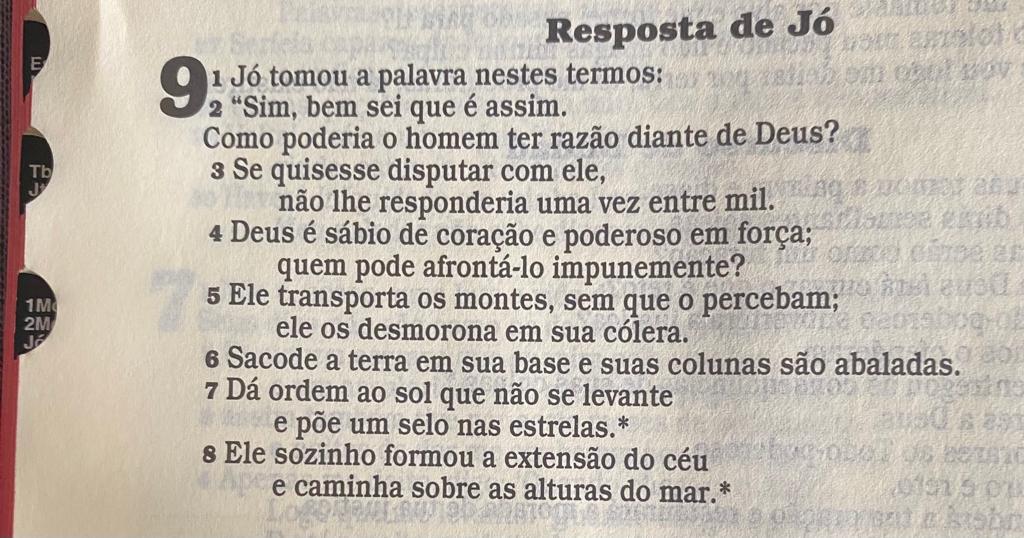 Resposta de Jó
9 1 Jó tomou a palavra nestes termos:
2 “Sim, bem sei que é assim.
Como poderia o homem ter razão diante de Deus?
3 Se quisesse disputar com ele,
não lhe responderia uma vez entre mil.
4 Deus é sábio de coração e poderoso em força;
quem pode afrontá-lo impunemente?
5 Ele transporta os montes, sem que o percebam;
ele os desmorona em sua cólera.
6 Sacode a terra em sua base e suas colunas são abaladas.
7 Dá ordem ao sol que não se levante
e põe um selo nas estrelas.*
8 Ele sozinho formou a extensão do céu
e caminha sobre as alturas do mar.*
Tb
1M
2M
Jó